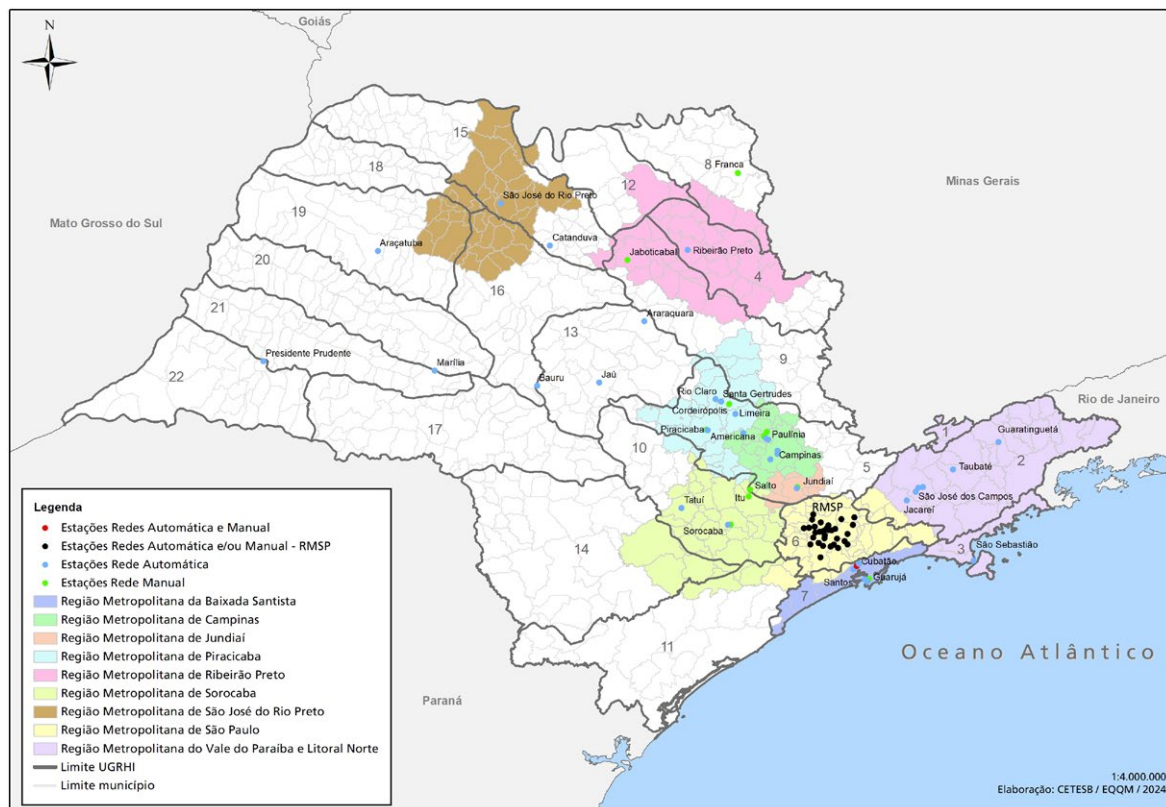 N
Goiás
Minas Gerais
Mato Grosso do Sul
Rio de Janeiro
Paraná
Oceano Atlântico
15
18
8
Franca
12
19
São José do Rio Preto
Araçatuba
Catanduva
Jaboticabal
Ribeirão Preto
4
20
16
21
13
Araraquara
9
Presidente Prudente
Marília
22
Bauru
Jaú
Rio Claro
Santa Gertrudes
Cordeirópolis
Limeira
Piracicaba
Americana
Paulínia
Campinas
17
10
5
1
Guaratinguetá
2
Taubaté
São José dos Campos
Jacareí
Salto
Jundiaí
Itu
Tatuí
Sorocaba
RMSP
6
14
3
São Sebastião
Cubatão
Santos
Guarujá
7
11
Legenda
Estações Redes Automática e Manual
Estações Redes Automática e/ou Manual - RMSP
Estações Rede Automática
Estações Rede Manual
Região Metropolitana da Baixada Santista
Região Metropolitana de Campinas
Região Metropolitana de Jundiaí
Região Metropolitana de Piracicaba
Região Metropolitana de Ribeirão Preto
Região Metropolitana de Sorocaba
Região Metropolitana de São José do Rio Preto
Região Metropolitana de São Paulo
Região Metropolitana do Vale do Paraíba e Litoral Norte
Limite UGRHI
Limite município
1:4.000.000
Elaboração: CETESB / EQQM / 2024